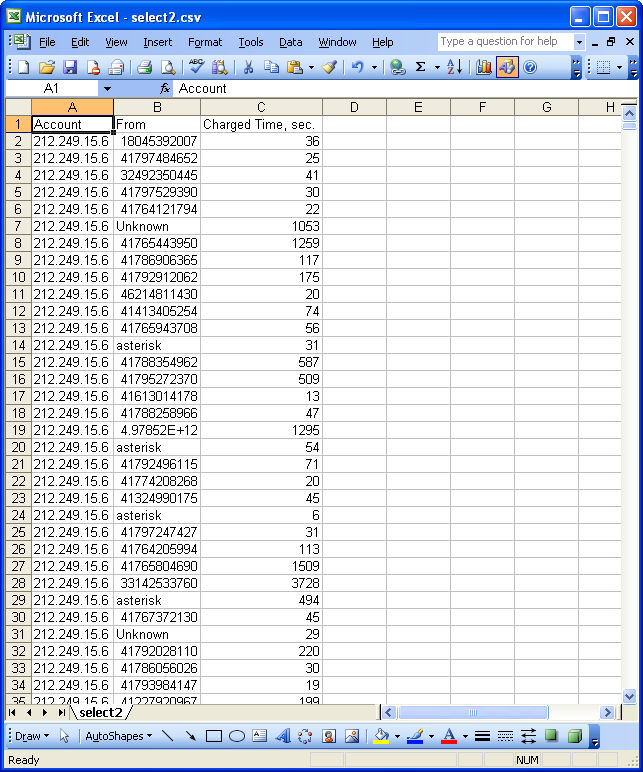 Microsoft Excel - select2.csv
File Edit View Insert Format Tools Data Window Help Type a question for help
A1 fx Account
A B C D E F G H
1 Account From Charged Time, sec.
2 212.249.15.6 18045392007 36
3 212.249.15.6 41797484652 25
4 212.249.15.6 32492350445 41
5 212.249.15.6 41797529390 30
6 212.249.15.6 41764121794 22
7 212.249.15.6 Unknown 1053
8 212.249.15.6 41765443950 1259
9 212.249.15.6 41786906365 117
10 212.249.15.6 41792912062 175
11 212.249.15.6 46214811430 20
12 212.249.15.6 41413405254 74
13 212.249.15.6 41765943708 56
14 212.249.15.6 asterisk 31
15 212.249.15.6 41788354962 587
16 212.249.15.6 41795272370 509
17 212.249.15.6 41613014178 13
18 212.249.15.6 41788258966 47
19 212.249.15.6 4.97852E+12 1295
20 212.249.15.6 asterisk 54
21 212.249.15.6 41792496115 71
22 212.249.15.6 41774208268 20
23 212.249.15.6 41324990175 45
24 212.249.15.6 asterisk 6
25 212.249.15.6 41797247427 31
26 212.249.15.6 41764205994 113
27 212.249.15.6 41765804690 1509
28 212.249.15.6 33142533760 3728
29 212.249.15.6 asterisk 494
30 212.249.15.6 41767372130 45
31 212.249.15.6 Unknown 29
32 212.249.15.6 41792028110 220
33 212.249.15.6 41786056026 30
34 212.249.15.6 41793984147 19
35 212.249.15.6 41227920967 199
select2
Draw AutoShapes
Ready NUM